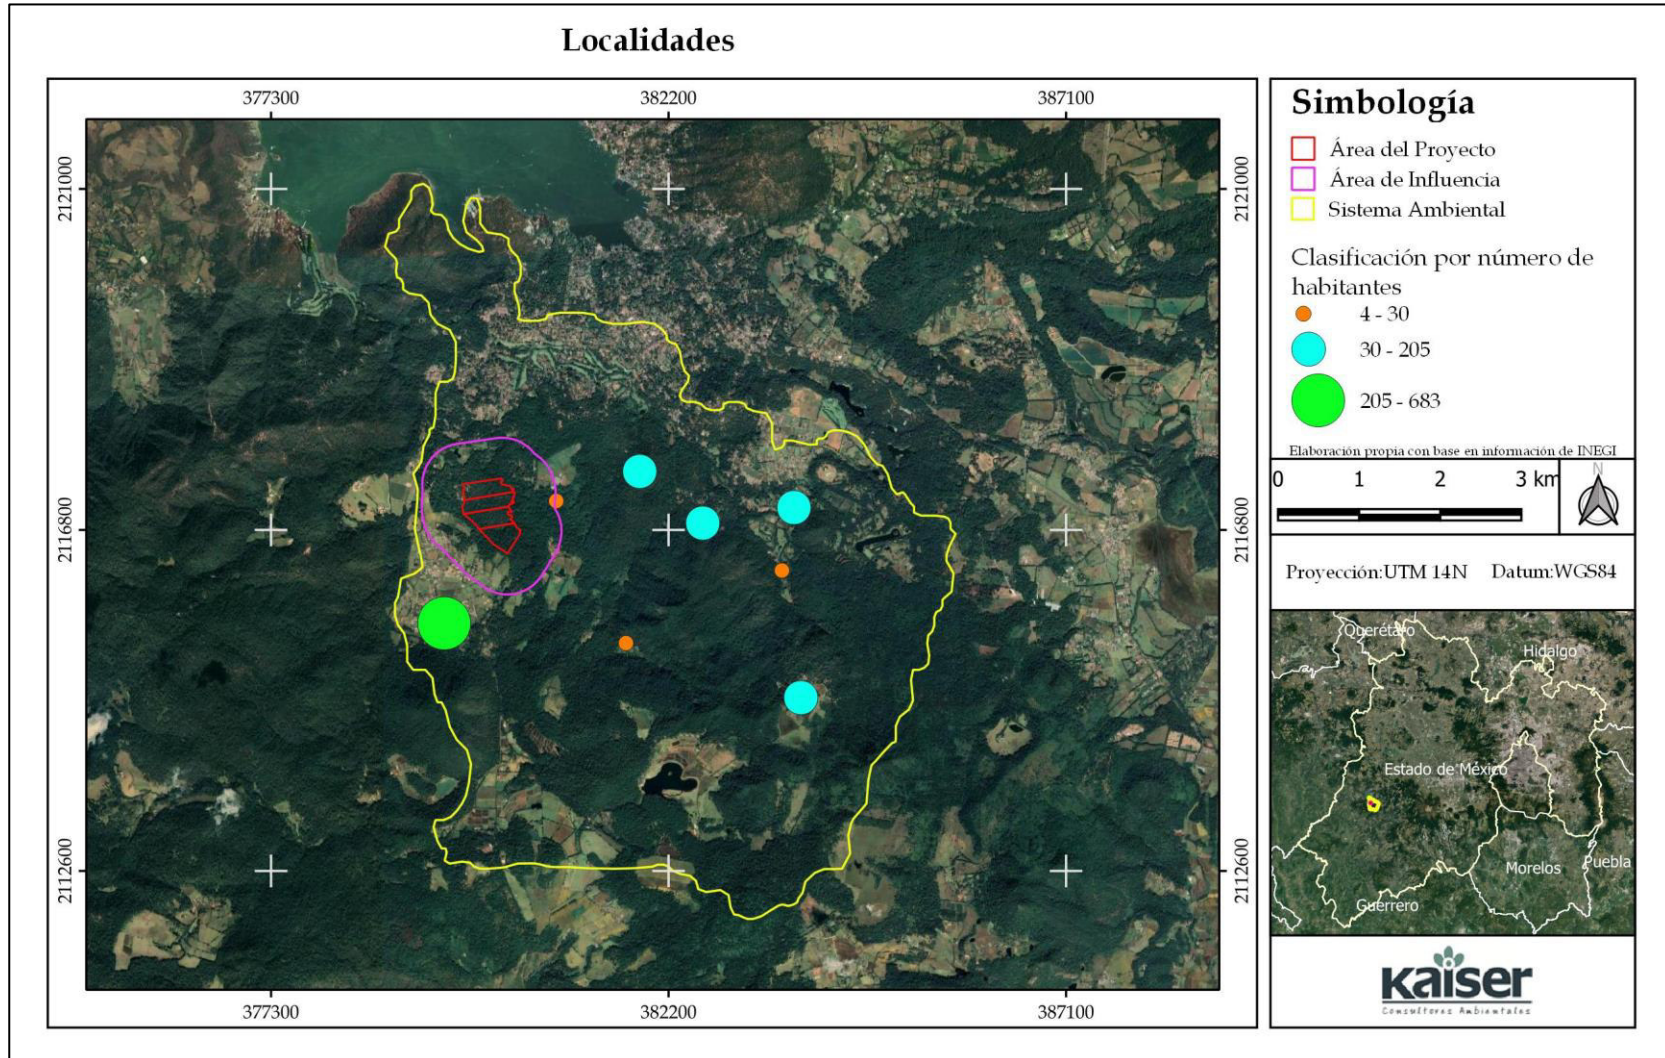 Localidades
377300
382200
387100
2121000
2121000
2116800
2116800
2112600
2112600
377300
382200
387100
Simbología
Área del Proyecto
Área de Influencia
Sistema Ambiental
Clasificación por número de
habitantes
4 - 30
30 - 205
205 - 683
Elaboración propia con base en información de INEGI
0 1 2 3 km
N
Proyección:UTM 14N Datum:WGS84
Querétaro
Hidalgo
Estado de México
Morelos
Puebla
Guerrero
Kaiser
Consultores Ambientales